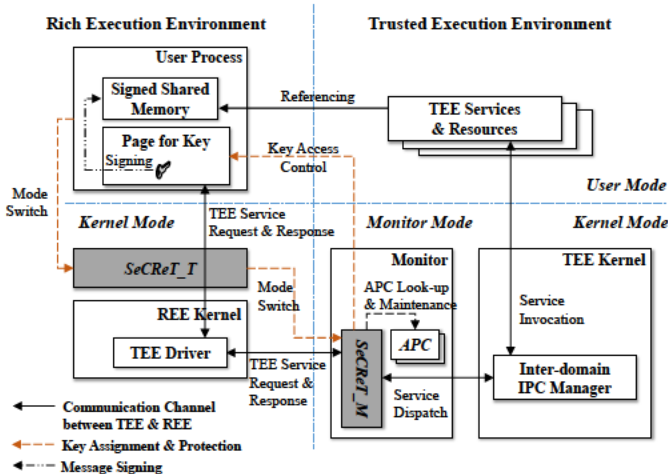 Rich Execution Environment
Trusted Execution Environment
User Process
Signed Shared
Memory
Page for Key
Signing
Referencing
TEE Services
& Resources
Key Access
Control
User Mode
Mode
Switch
Kernel Mode
TEE Service
Request & Response
Monitor Mode
Kernel Mode
SeCReT_T
Mode
Switch
Monitor
APC Look-up
& Maintenance
APC
SeCReT_M
TEE Kernel
Service
Invocation
REE Kernel
TEE Driver
TEE Service
Request &
Response
Service
Dispatch
Inter-domain
IPC Manager
Communication Channel
between TEE & REE
Key Assignment & Protection
Message Signing